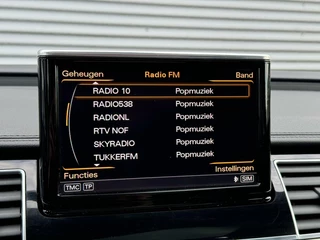 Geheugen Radio FM Band
RADIO 10 Popmuziek
RADIO538 Popmuziek
RADIONL Popmuziek
RTV NOF Popmuziek
SKYRADIO Popmuziek
TUKKERFM Popmuziek
Functies Instellingen
TMC TP SIM